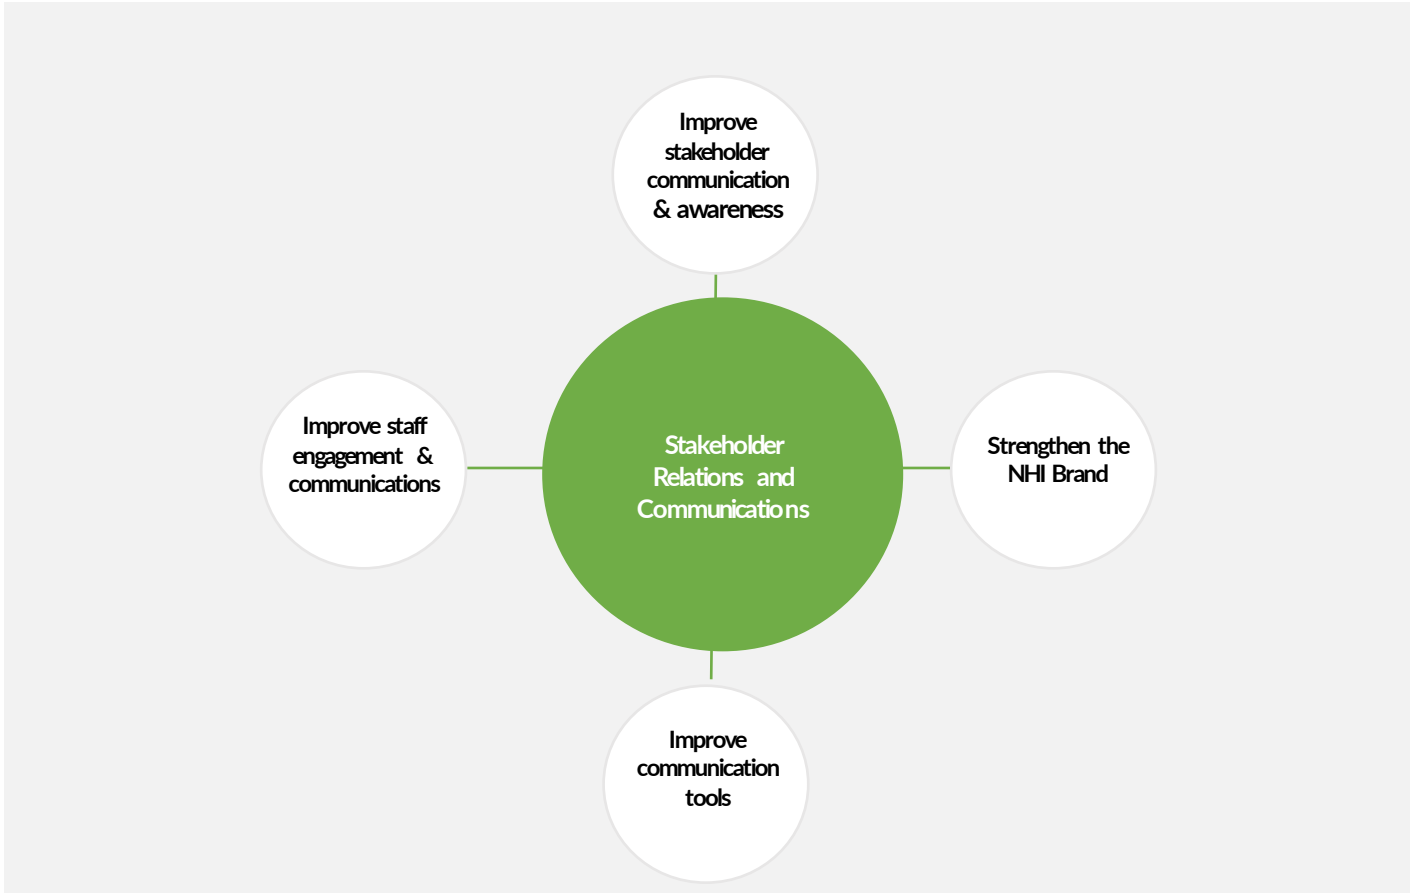 Improve
stakeholder
communication
& awareness
Improve staff
engagement &
communications
Stakeholder
Relations and
Communications
Strengthen the
NHI Brand
Improve
communication
tools